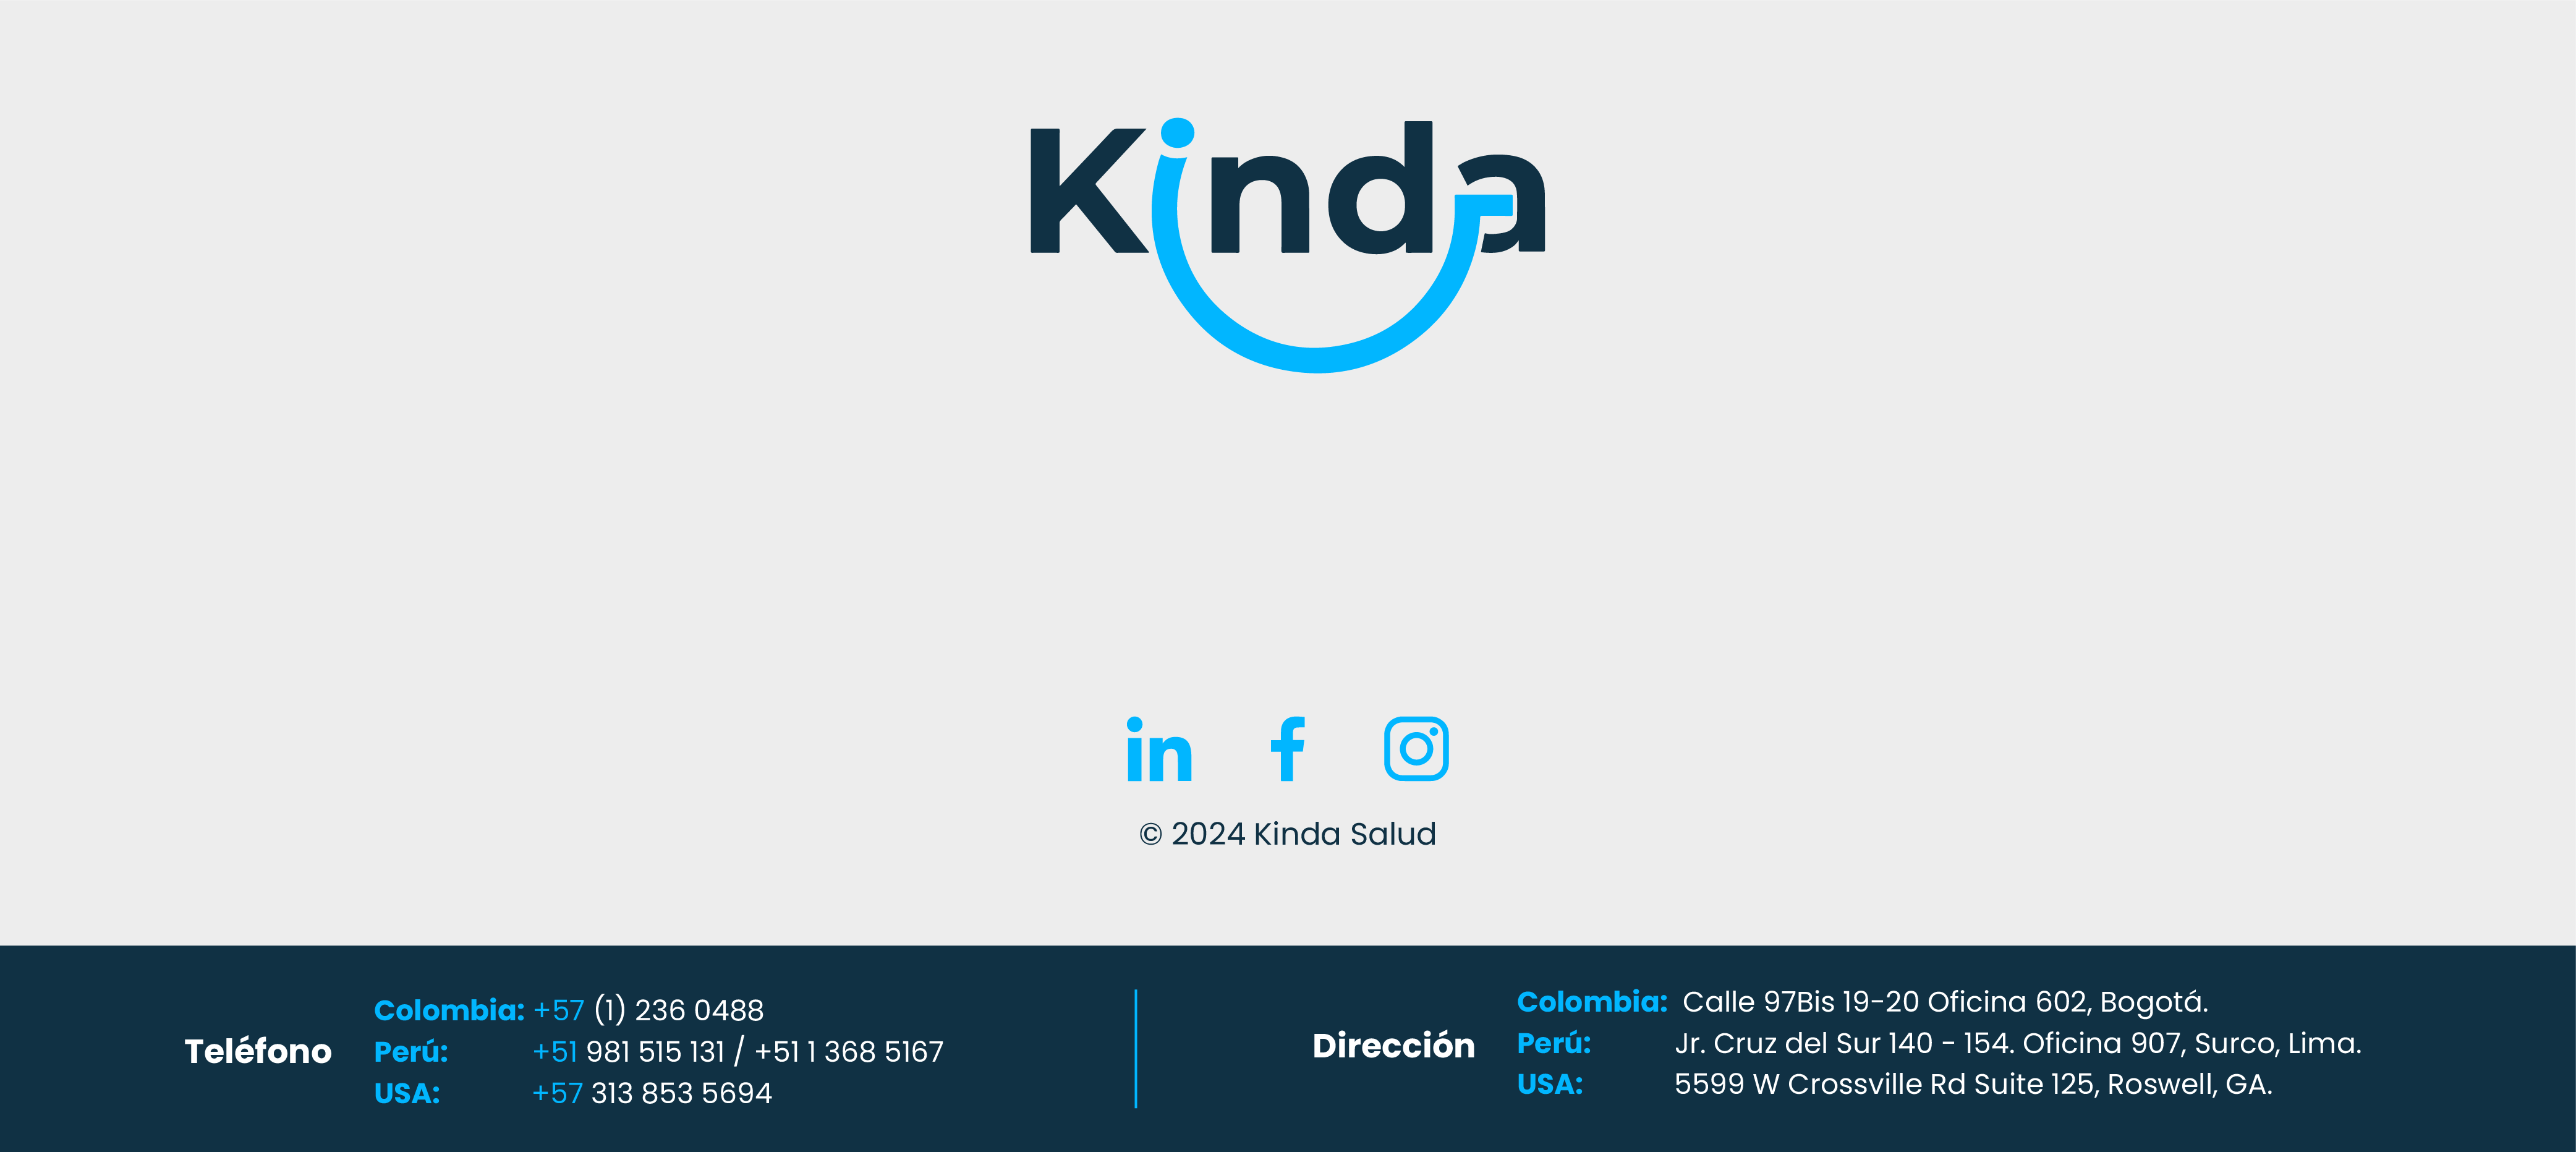 Kinda
© 2024 Kinda Salud
Teléfono
Colombia: +57 (1) 236 0488
Perú: +51 981 515 131 / +51 1 368 5167
USA: +57 313 853 5694
Dirección
Colombia: Calle 97Bis 19-20 Oficina 602, Bogotá.
Perú: Jr. Cruz del Sur 140 - 154. Oficina 907, Surco, Lima.
USA: 5599 W Crossville Rd Suite 125, Roswell, GA.